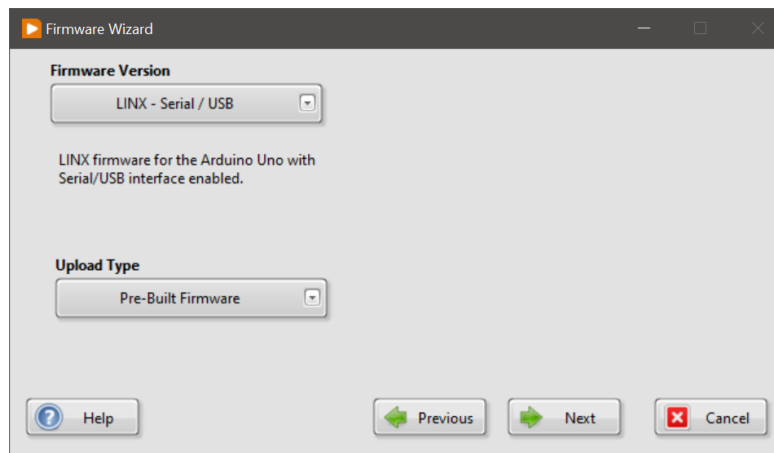 Firmware Wizard
Firmware Version
LINX - Serial / USB
LINX firmware for the Arduino Uno with
Serial/USB interface enabled.
Upload Type
Pre-Built Firmware
Help
Previous
Next
Cancel